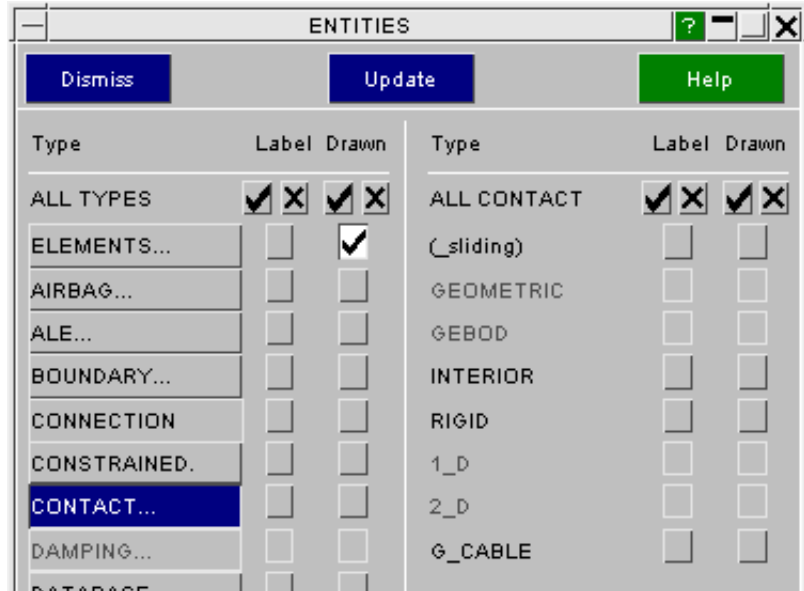 ENTITIES
?
Dismiss Update Help
Type Label Drawn Type Label Drawn
ALL TYPES ALL CONTACT
ELEMENTS... (_sliding)
AIRBAG... GEOMETRIC
ALE... GEBOD
BOUNDARY... INTERIOR
CONNECTION RIGID
CONSTRAINED. 1_D
CONTACT... 2_D
DAMPING... G_CABLE